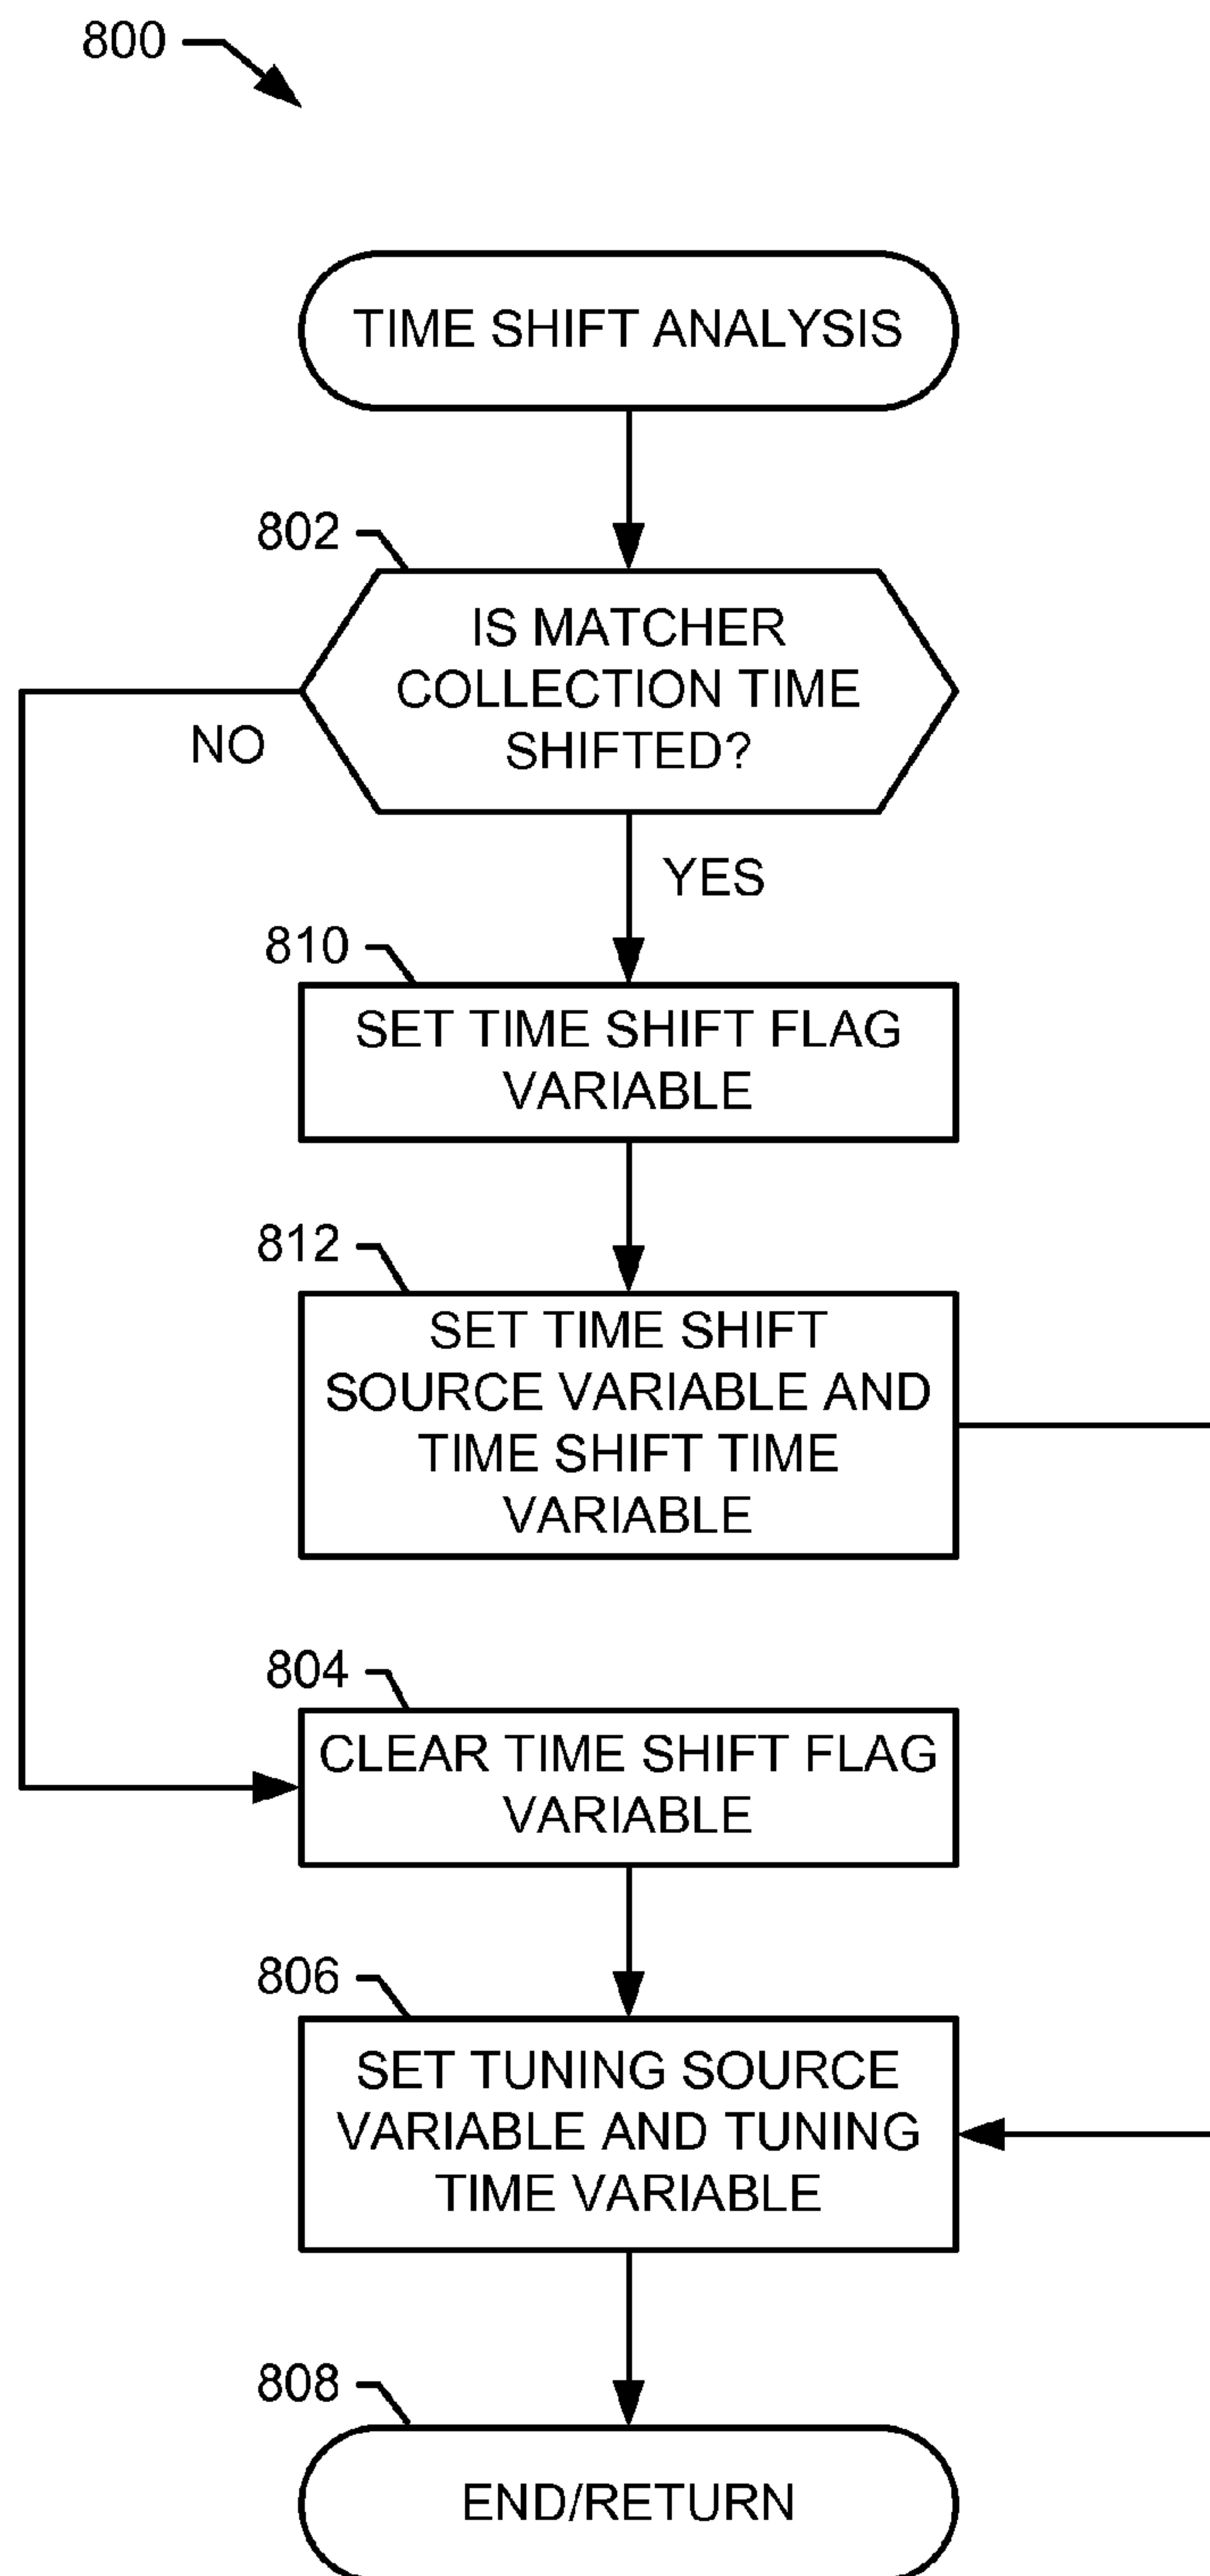 800
TIME SHIFT ANALYSIS
802
IS MATCHER
COLLECTION TIME
SHIFTED?
NO
YES
810
SET TIME SHIFT FLAG
VARIABLE
812
SET TIME SHIFT
SOURCE VARIABLE AND
TIME SHIFT TIME
VARIABLE
804
CLEAR TIME SHIFT FLAG
VARIABLE
806
SET TUNING SOURCE
VARIABLE AND TUNING
TIME VARIABLE
808
END/RETURN